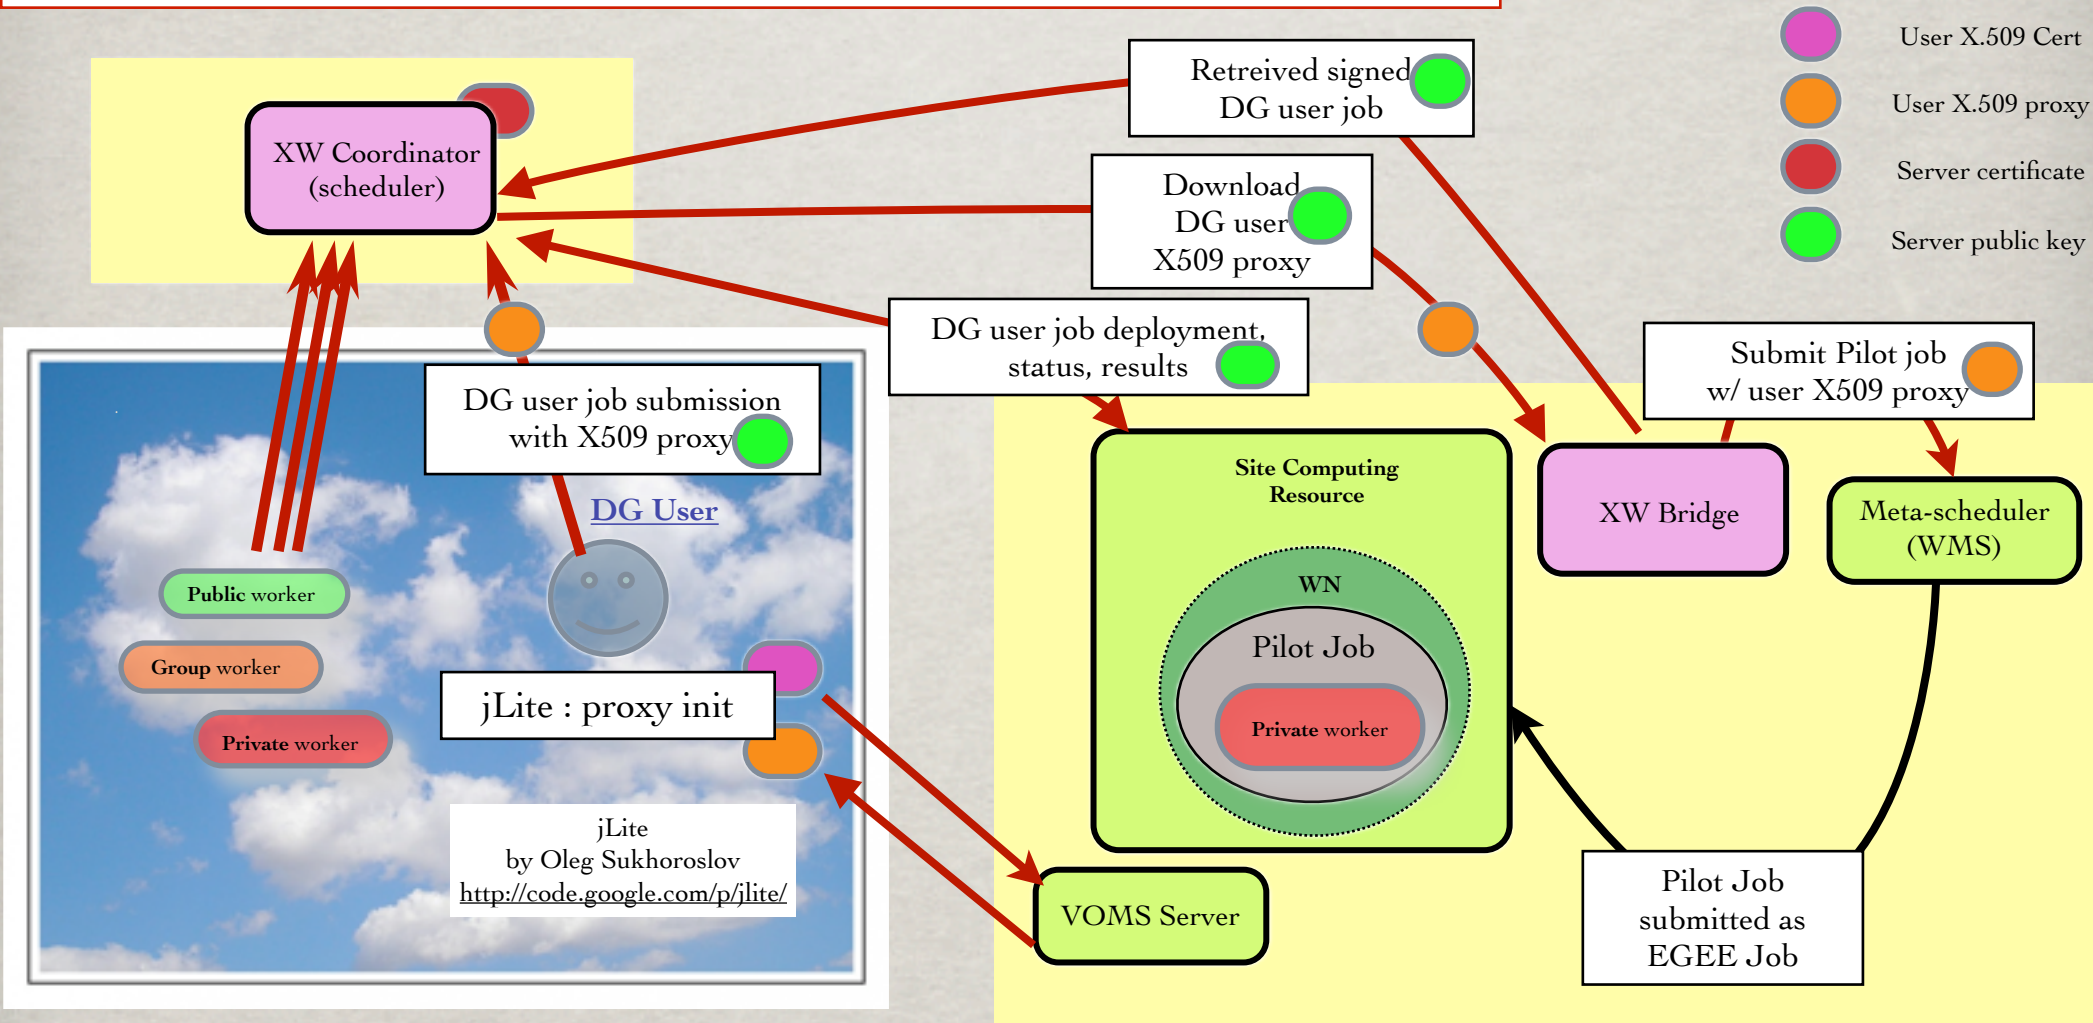 User X.509 Cert
User X.509 proxy
Server certificate
Server public key
Retreived signed
DG user job
XW Coordinator
(scheduler)
Download
DG user
X509 proxy
DG user job deployment,
status, results
Submit Pilot job
w/ user X509 proxy
DG user job submission
with X509 proxy
Site Computing
Resource
DG User
XW Bridge
Meta-scheduler
(WMS)
WN
Public worker
Pilot Job
Group worker
jLite : proxy init
Private worker
Private worker
jLite
by Oleg Sukhoroslov
http://code.google.com/p/jlite/
VOMS Server
Pilot Job
submitted as
EGEE Job